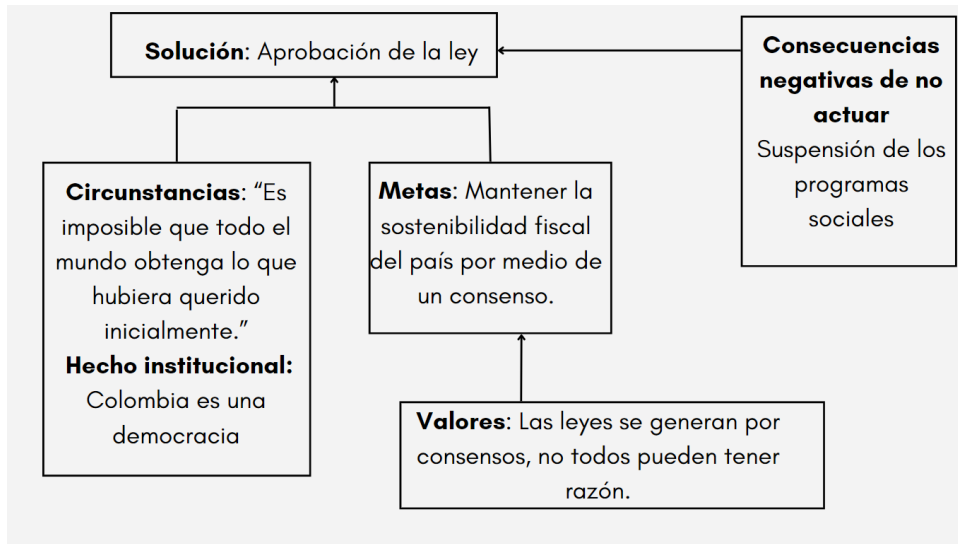 Solución: Aprobación de la ley
Consecuencias
negativas de no
actuar
Suspensión de los
programas
sociales
Circunstancias: “Es
imposible que todo el
mundo obtenga lo que
hubiera querido
inicialmente.”
Hecho institucional:
Colombia es una
democracia
Metas: Mantener la
sostenibilidad fiscal
del país por medio de
un consenso.
Valores: Las leyes se generan por
consensos, no todos pueden tener
razón.